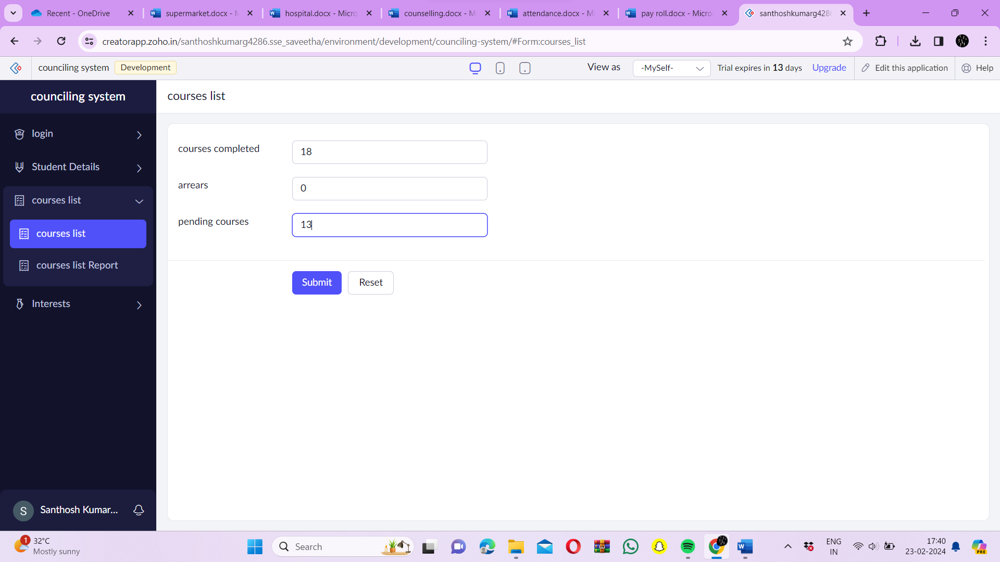 Recent - OneDrive
supermarket.docx - M
hospital.docx - Micro
counselling.docx - M
attendance.docx - Mi
pay roll.docx - Micros
santhoshkumarg4286
creatorapp.zoho.in/santhoshkumarg4286.sse_saveetha/environment/development/counciling-system/#Form:courses_list
counciling system
Development
View as
-MySelf-
Trial expires in 13 days
Upgrade
Edit this application
Help
counciling system
courses list
login
Student Details
courses list
courses list
courses list Report
Interests
courses completed
18
arrears
0
pending courses
13
Submit
Reset
S
Santhosh Kumar...
1
32°C
Mostly sunny
Search
W
ENG
IN
17:40
23-02-2024
PRE